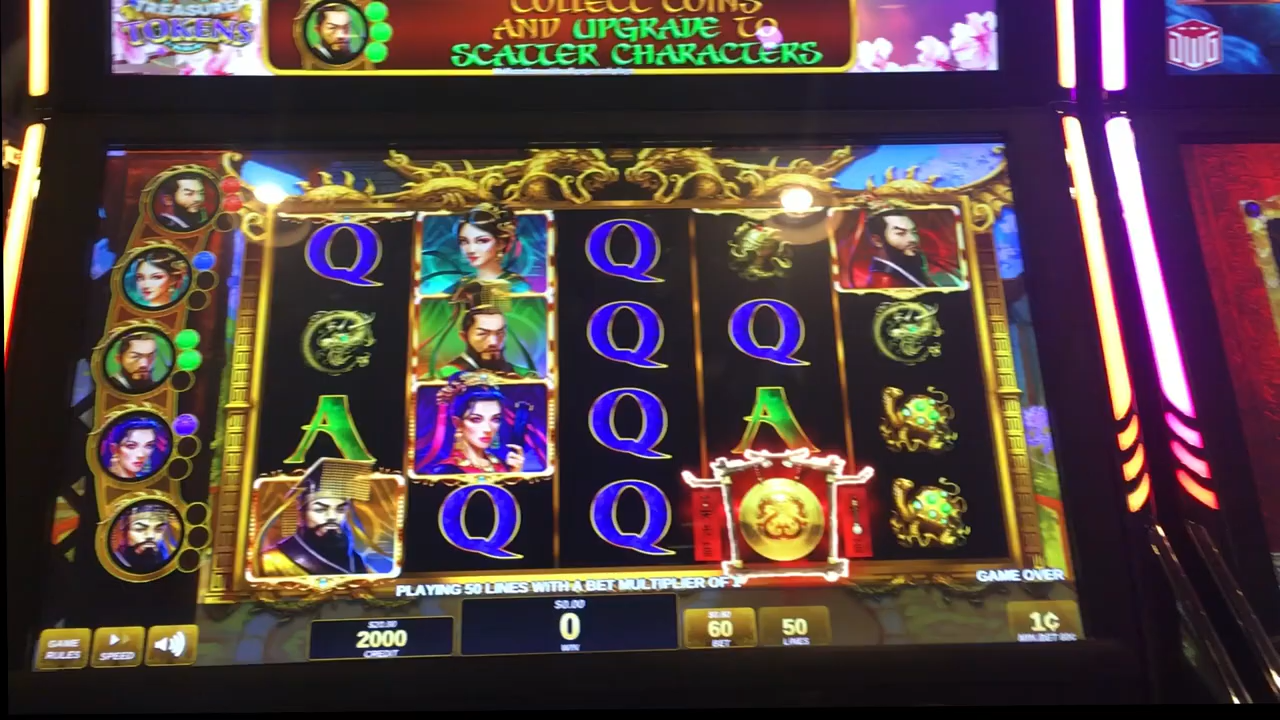 TREASURE
TOKENS
COLLECT COINS
AND UPGRADE TO
SCATTER CHARACTERS
Q
Q
Q
Q
A
Q
A
Q
Q
PLAYING 50 LINES WITH A BET MULTIPLIER OF 1
GAME OVER
GAME
RULES
SPEED
$20.00
2000
CREDIT
$0.00
0
WIN
60
BET
50
LINES
1¢